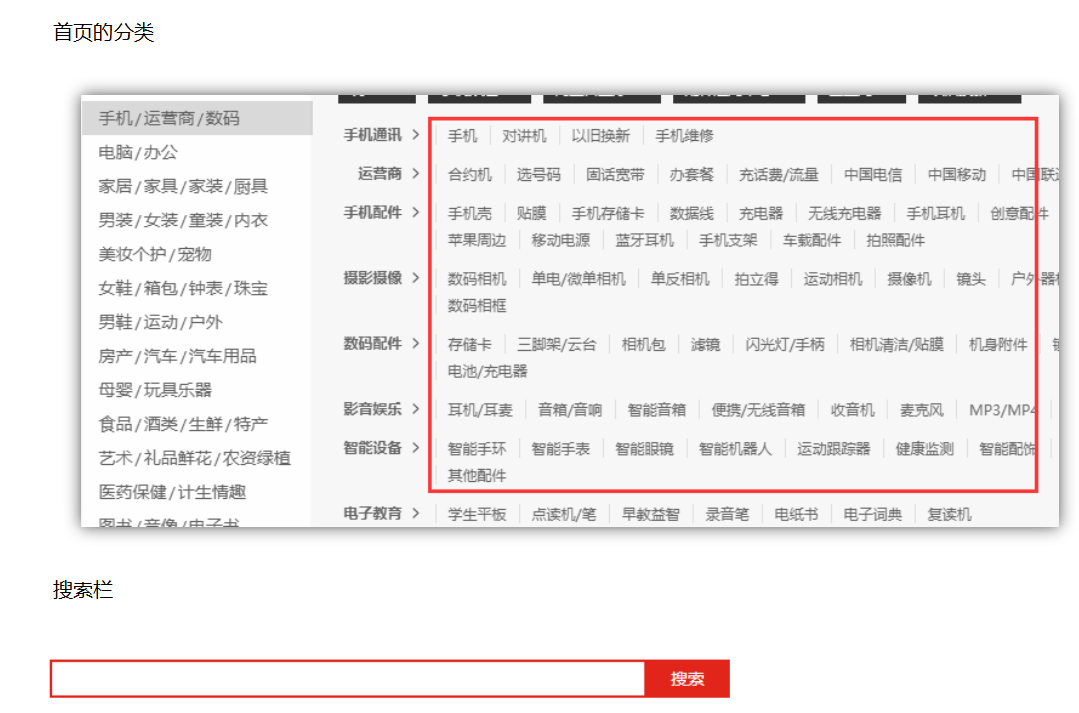 首页的分类
手机/运营商/数码
电脑/办公
家居/家具/家装/厨具
男装/女装/童装/内衣
美妆个护/宠物
女鞋/箱包/钟表/珠宝
男鞋/运动/户外
房产/汽车/汽车用品
母婴/玩具乐器
食品/酒类/生鲜/特产
艺术/礼品鲜花/农资绿植
医药保健/计生情趣
图书/音像/电子书
手机通讯 > 手机 对讲机 以旧换新 手机维修
运营商 > 合约机 选号码 固话宽带 办套餐 充话费/流量 中国电信 中国移动 中国联
手机配件 > 手机壳 贴膜 手机存储卡 数据线 充电器 无线充电器 手机耳机 创意配件
苹果周边 移动电源 蓝牙耳机 手机支架 车载配件 拍照配件
摄影摄像 > 数码相机 单电/微单相机 单反相机 拍立得 运动相机 摄像机 镜头 户外器
数码相框
数码配件 > 存储卡 三脚架/云台 相机包 滤镜 闪光灯/手柄 相机清洁/贴膜 机身附件
电池/充电器
影音娱乐 > 耳机/耳麦 音箱/音响 智能音箱 便携/无线音箱 收音机 麦克风 MP3/MP4
智能设备 > 智能手环 智能手表 智能眼镜 智能机器人 运动跟踪器 健康监测 智能配饰
其他配件
电子教育 > 学生平板 点读机/笔 早教益智 录音笔 电纸书 电子词典 复读机
搜索栏
搜索